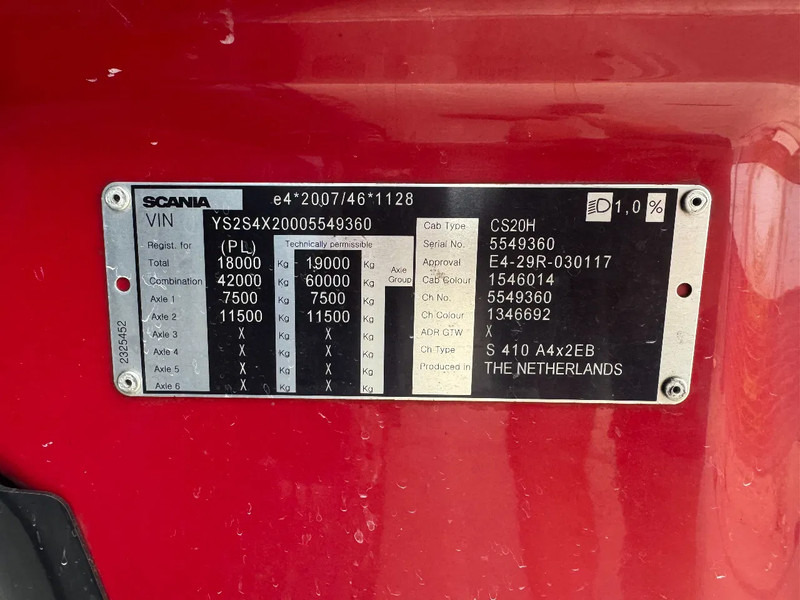 SCANIA e4*2007/46*1128 1,0 %
VIN YS2S4X20005549360 Cab Type CS20H
Regist. for (PL) Technically permissible Serial No. 5549360
Total 18000 Kg 19000 Kg Axle Group Approval E4-29R-030117
Combination 42000 Kg 60000 Kg Cab Colour 1546014
Axle 1 7500 Kg 7500 Kg Ch No. 5549360
Axle 2 11500 Kg 11500 Kg Ch Colour 1346692
Axle 3 X Kg X Kg ADR GTW X
Axle 4 X Kg X Kg Ch Type S 410 A4x2EB
Axle 5 X Kg X Kg Produced in THE NETHERLANDS
Axle 6 X Kg X Kg
2325452